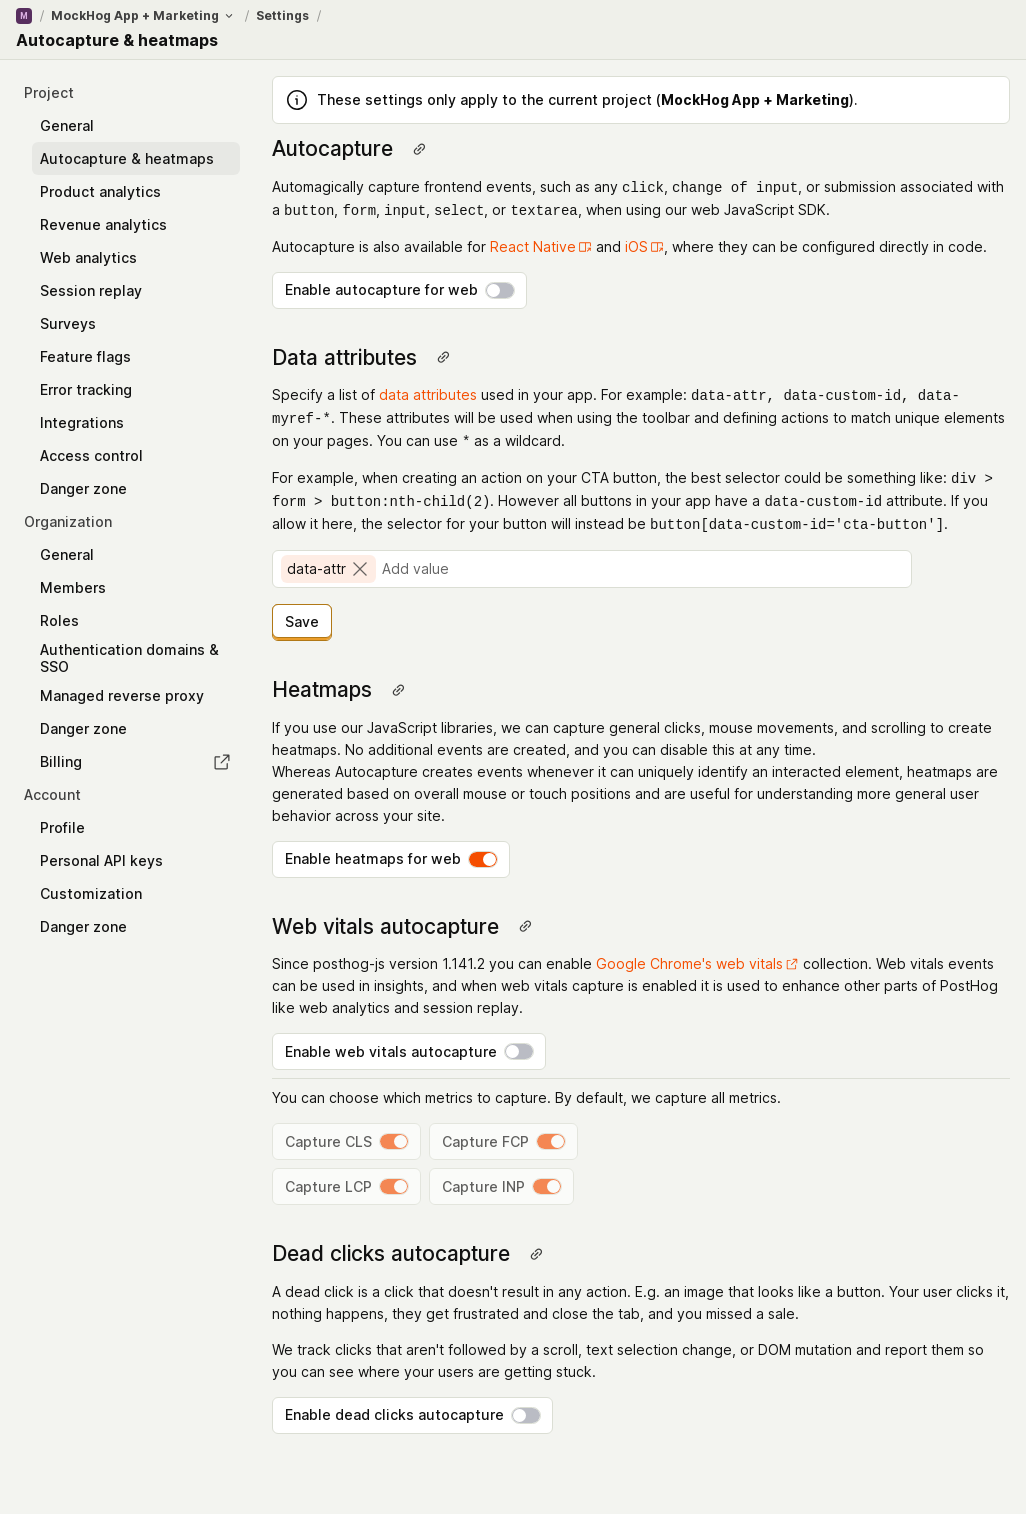 M / MockHog App + Marketing / Settings /
Autocapture & heatmaps
Project
General
Autocapture & heatmaps
Product analytics
Revenue analytics
Web analytics
Session replay
Surveys
Feature flags
Error tracking
Integrations
Access control
Danger zone
Organization
General
Members
Roles
Authentication domains &
SSO
Managed reverse proxy
Danger zone
Billing
Account
Profile
Personal API keys
Customization
Danger zone
These settings only apply to the current project (MockHog App + Marketing).
Autocapture
Automagically capture frontend events, such as any click, change of input, or submission associated with
a button, form, input, select, or textarea, when using our web JavaScript SDK.
Autocapture is also available for React Native and iOS, where they can be configured directly in code.
Enable autocapture for web
Data attributes
Specify a list of data attributes used in your app. For example: data-attr, data-custom-id, data-
myref-*. These attributes will be used when using the toolbar and defining actions to match unique elements
on your pages. You can use * as a wildcard.
For example, when creating an action on your CTA button, the best selector could be something like: div >
form > button:nth-child(2). However all buttons in your app have a data-custom-id attribute. If you
allow it here, the selector for your button will instead be button[data-custom-id='cta-button'].
data-attr Add value
Save
Heatmaps
If you use our JavaScript libraries, we can capture general clicks, mouse movements, and scrolling to create
heatmaps. No additional events are created, and you can disable this at any time.
Whereas Autocapture creates events whenever it can uniquely identify an interacted element, heatmaps are
generated based on overall mouse or touch positions and are useful for understanding more general user
behavior across your site.
Enable heatmaps for web
Web vitals autocapture
Since posthog-js version 1.141.2 you can enable Google Chrome's web vitals collection. Web vitals events
can be used in insights, and when web vitals capture is enabled it is used to enhance other parts of PostHog
like web analytics and session replay.
Enable web vitals autocapture
You can choose which metrics to capture. By default, we capture all metrics.
Capture CLS Capture FCP
Capture LCP Capture INP
Dead clicks autocapture
A dead click is a click that doesn't result in any action. E.g. an image that looks like a button. Your user clicks it,
nothing happens, they get frustrated and close the tab, and you missed a sale.
We track clicks that aren't followed by a scroll, text selection change, or DOM mutation and report them so
you can see where your users are getting stuck.
Enable dead clicks autocapture